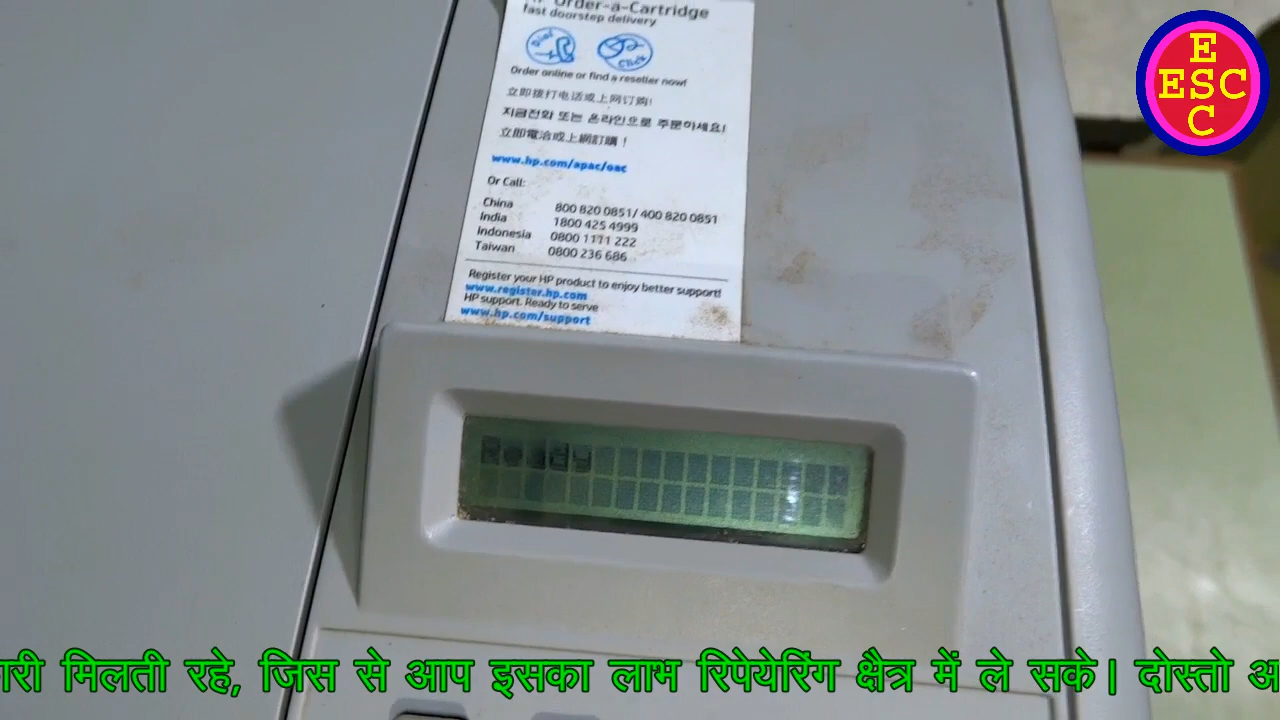 Order-a-Cartridge
fast doorstep delivery
Dial
Click
Order online or find a reseller now!
立即拨打电话或上网订购!
지금전화 또는 온라인으로 주문하세요!
立即電洽或上網訂購！
www.hp.com/apac/oac
Or Call:
China 800 820 0851/ 400 820 0851
India 1800 425 4999
Indonesia 0800 1111 222
Taiwan 0800 236 686
Register your HP product to enjoy better support!
www.register.hp.com
HP support. Ready to serve
www.hp.com/support
Ready
E
ESC
C
मिलती रहे, जिस से आप इसका लाभ रिपेयेरिंग क्षैत्र में ले सके| दोस्तो